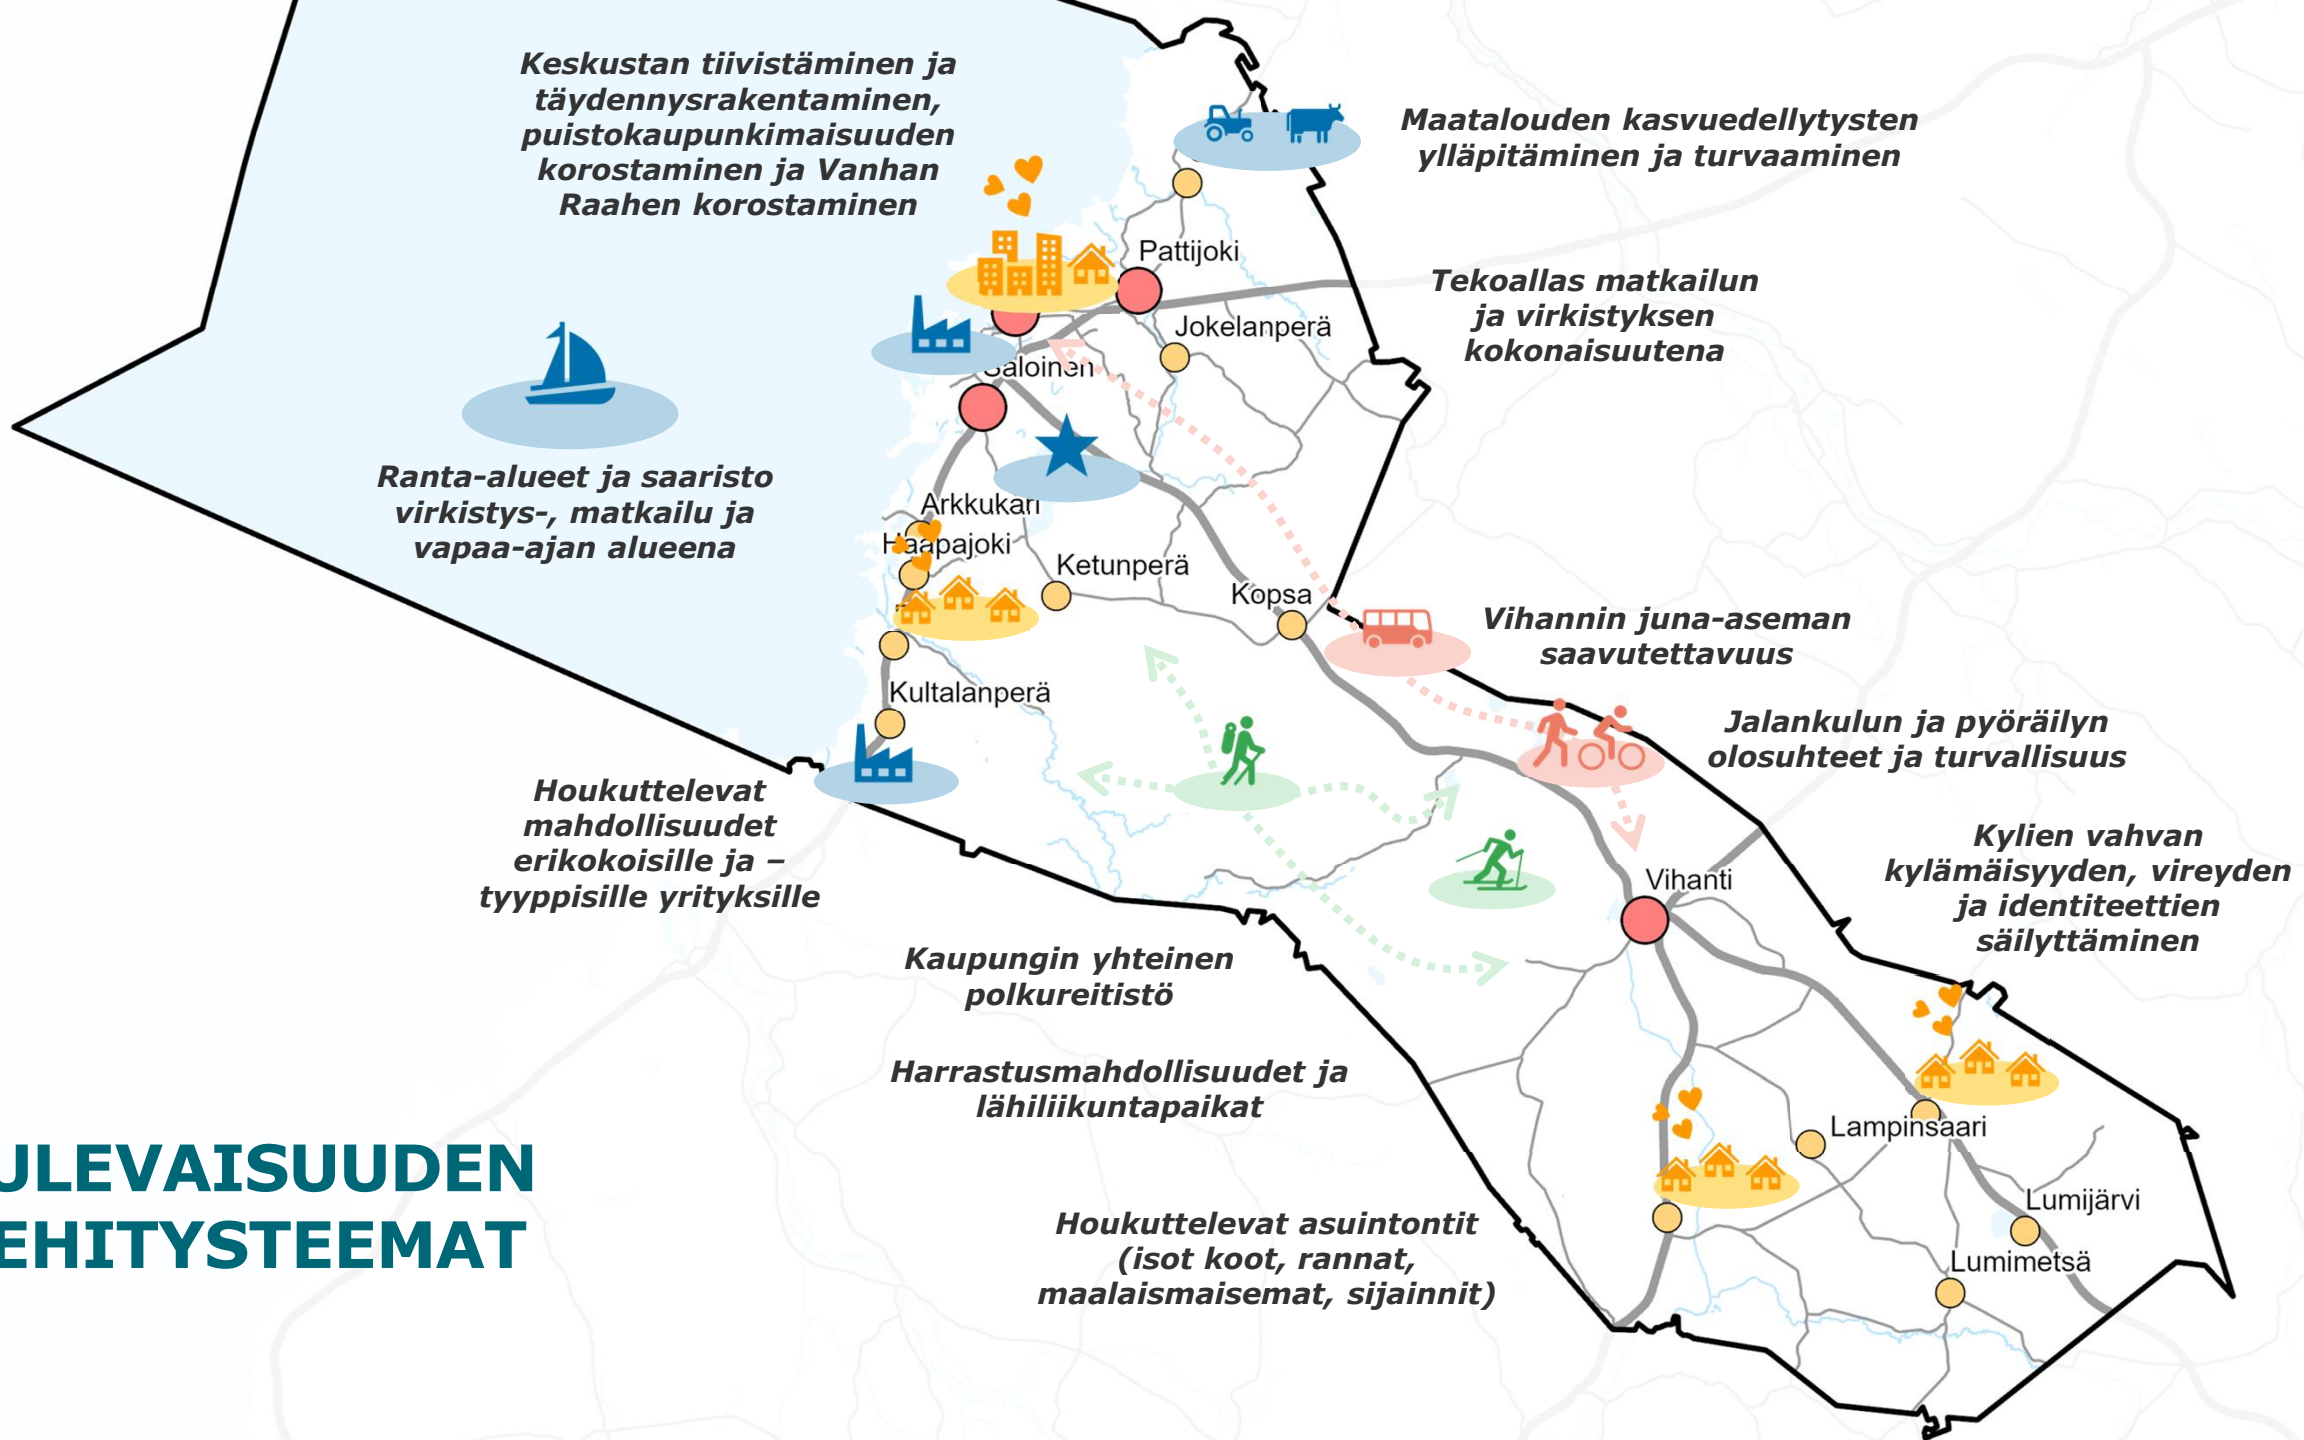 Keskustan tiivistäminen ja
täydennysrakentaminen,
puistokaupunkimaisuuden
korostaminen ja Vanhan
Raahen korostaminen
Maatalouden kasvuedellytysten
ylläpitäminen ja turvaaminen
Pattijoki
Tekoallas matkailun
ja virkistyksen
kokonaisuutena
Jokelanperä
Saloinen
Ranta-alueet ja saaristo
virkistys-, matkailu ja
vapaa-ajan alueena
Arkkukari
Haapajoki
Ketunperä
Kopsa
Vihannin juna-aseman
saavutettavuus
Kultalanperä
Jalankulun ja pyöräilyn
olosuhteet ja turvallisuus
Houkuttelevat
mahdollisuudet
erikokoisille ja –
tyyppisille yrityksille
Kylien vahvan
kylämäisyyden, vireyden
ja identiteettien
säilyttäminen
Vihanti
Kaupungin yhteinen
polkureitistö
Harrastusmahdollisuudet ja
lähiliikuntapaikat
Lampinsaari
ULEVAISUUDEN
EHITYSTEEMAT
Lumijärvi
Houkuttelevat asuintontit
(isot koot, rannat,
maalaismaisemat, sijainnit)
Lumimetsä